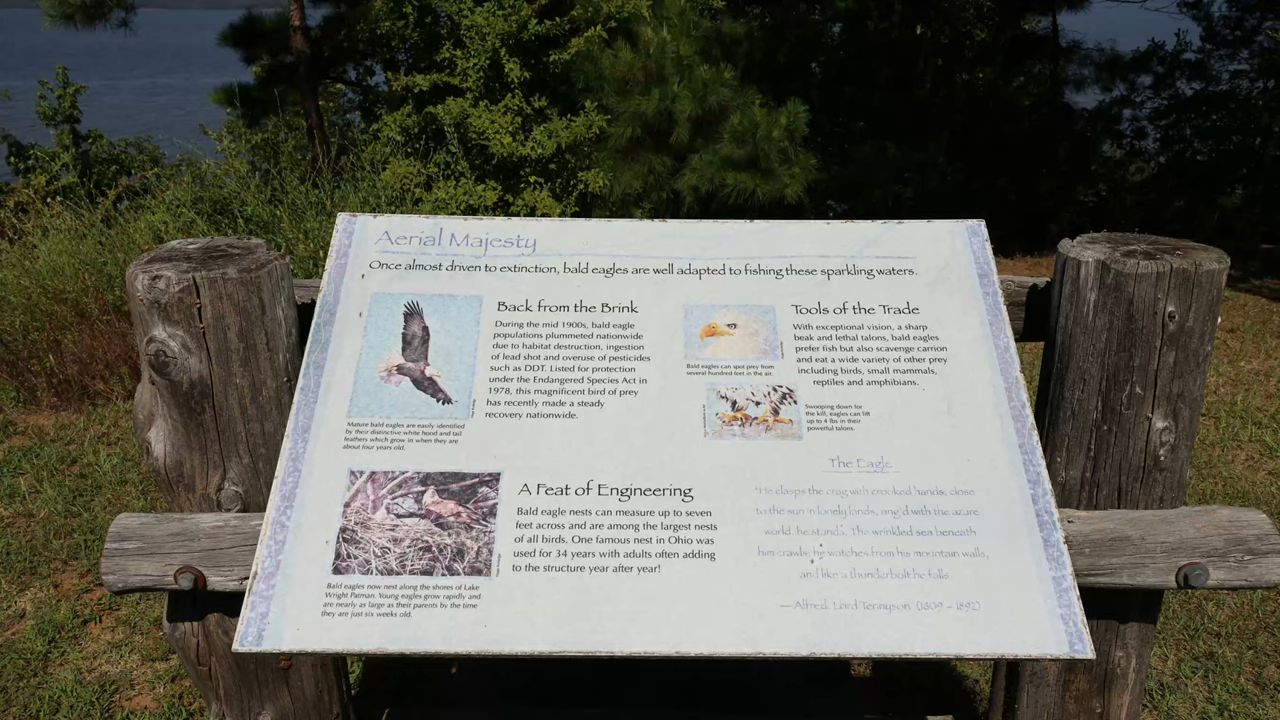 Aerial Majesty
Once almost driven to extinction, bald eagles are well adapted to fishing these sparkling waters.
Back from the Brink
During the mid 1900s, bald eagle
populations plummeted nationwide
due to habitat destruction, ingestion
of lead shot and overuse of pesticides
such as DDT. Listed for protection
under the Endangered Species Act in
1978, this magnificent bird of prey
has recently made a steady
recovery nationwide.
Mature bald eagles are easily identified
by their distinctive white hood and tail
feathers which grow in when they are
about four years old.
Tools of the Trade
With exceptional vision, a sharp
beak and lethal talons, bald eagles
prefer fish but also scavenge carrion
and eat a wide variety of other prey
including birds, small mammals,
reptiles and amphibians.
Bald eagles can spot prey from
several hundred feet in the air.
Swooping down for
the kill, eagles can lift
up to 4 lbs in their
powerful talons.
A Feat of Engineering
Bald eagle nests can measure up to seven
feet across and are among the largest nests
of all birds. One famous nest in Ohio was
used for 34 years with adults often adding
to the structure year after year!
Bald eagles now nest along the shores of Lake
Wright Patman. Young eagles grow rapidly and
are nearly as large as their parents by the time
they are just six weeks old.
The Eagle
"He clasps the crag with crooked hands, close
to the sun in lonely lands, ring'd with the azure
world, he stands. The wrinkled sea beneath
him crawls; he watches from his mountain walls,
and like a thunderbolt he falls
— Alfred, Lord Tennyson (1809 - 1892)